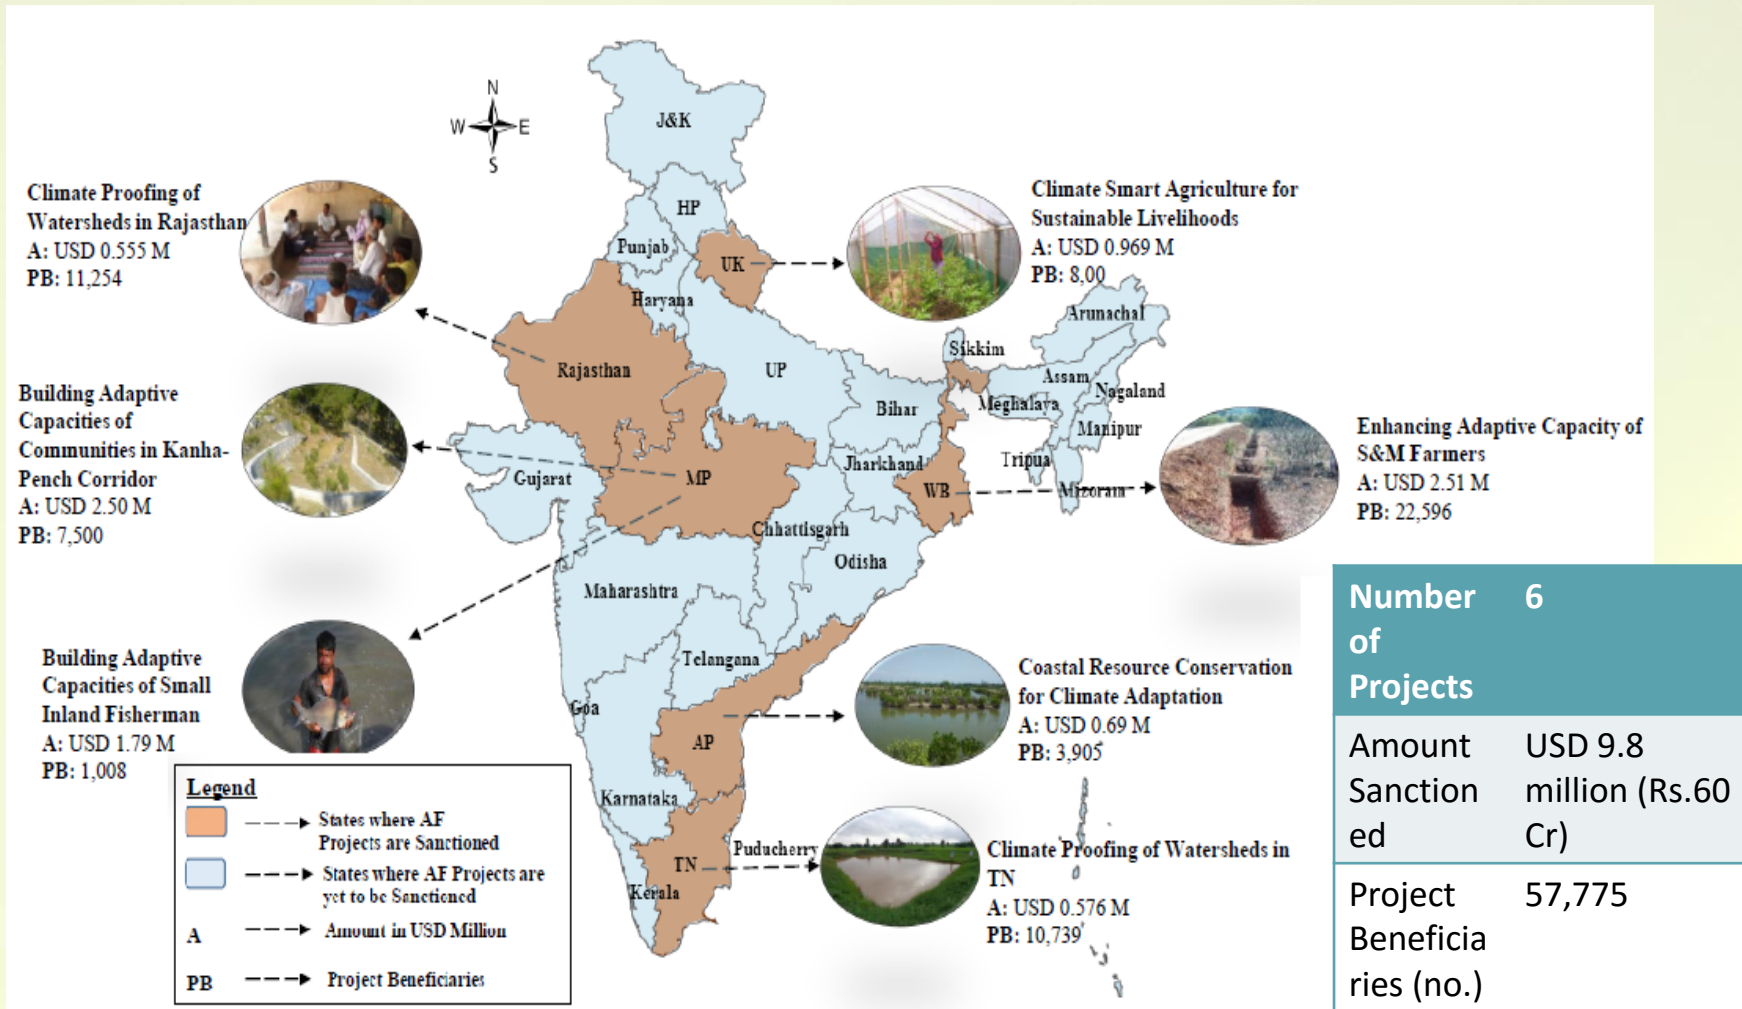 N
W
E
S
Climate Proofing of
Watersheds in Rajasthan
A: USD 0.555 M
PB: 11,254
Building Adaptive
Capacities of
Communities in Kanha-
Pench Corridor
A: USD 2.50 M
PB: 7,500
Building Adaptive
Capacities of Small
Inland Fisherman
A: USD 1.79 M
PB: 1,008
J&K
HP
Punjab
UK
Haryana
Rajasthan
UP
Sikkim
Arunachal
Assam
Nagaland
Meghalaya
Bihar
Manipur
Tripua
Mizoram
Jharkhand
WB
Gujarat
MP
Chhattisgarh
Odisha
Maharashtra
Telangana
Goa
AP
Karnataka
TN
Puducherry
Kerala
Climate Smart Agriculture for
Sustainable Livelihoods
A: USD 0.969 M
PB: 8,00
Enhancing Adaptive Capacity of
S&M Farmers
A: USD 2.51 M
PB: 22,596
Coastal Resource Conservation
for Climate Adaptation
A: USD 0.69 M
PB: 3,905
Climate Proofing of Watersheds in
TN
A: USD 0.576 M
PB: 10,739
Legend
States where AF
Projects are Sanctioned
States where AF Projects are
yet to be Sanctioned
A Amount in USD Million
PB Project Beneficiaries
Number 6
of
Projects
Amount USD 9.8
Sanction million (Rs.60
ed Cr)
Project 57,775
Beneficia
ries (no.)